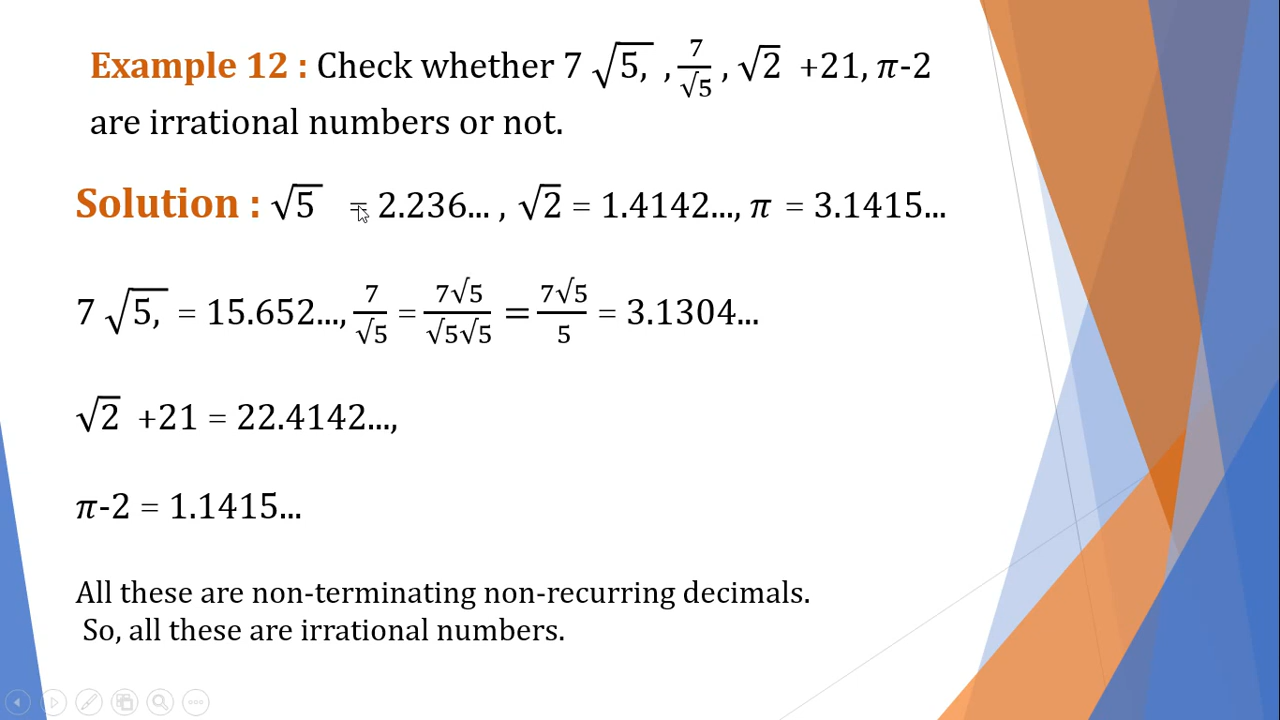 Example 12 : Check whether 7 √5, , 7/√5 , √2 +21, π-2
are irrational numbers or not.
Solution : √5 = 2.236... , √2 = 1.4142..., π = 3.1415...
7 √5, = 15.652..., 7/√5 = 7√5/√5√5 = 7√5/5 = 3.1304...
√2 +21 = 22.4142...,
π-2 = 1.1415...
All these are non-terminating non-recurring decimals.
So, all these are irrational numbers.